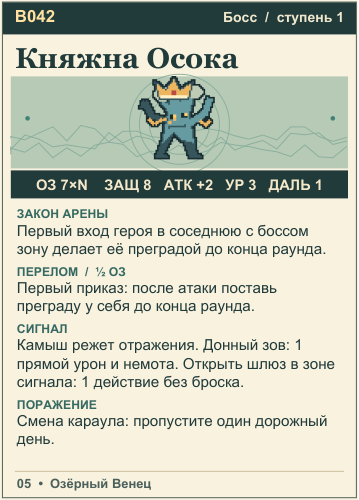 B042
Босс / ступень 1
Княжна Осока
ОЗ 7×N ЗАЩ 8 АТК +2 УР 3 ДАЛЬ 1
ЗАКОН АРЕНЫ
Первый вход героя в соседнюю с боссом
зону делает её преградой до конца раунда.
ПЕРЕЛОМ / ½ ОЗ
Первый приказ: после атаки поставь
преграду у себя до конца раунда.
СИГНАЛ
Камыш режет отражения. Донный зов: 1
прямой урон и немота. Открыть шлюз в зоне
сигнала: 1 действие без броска.
ПОРАЖЕНИЕ
Смена караула: пропустите один дорожный
день.
05 • Озёрный Венец